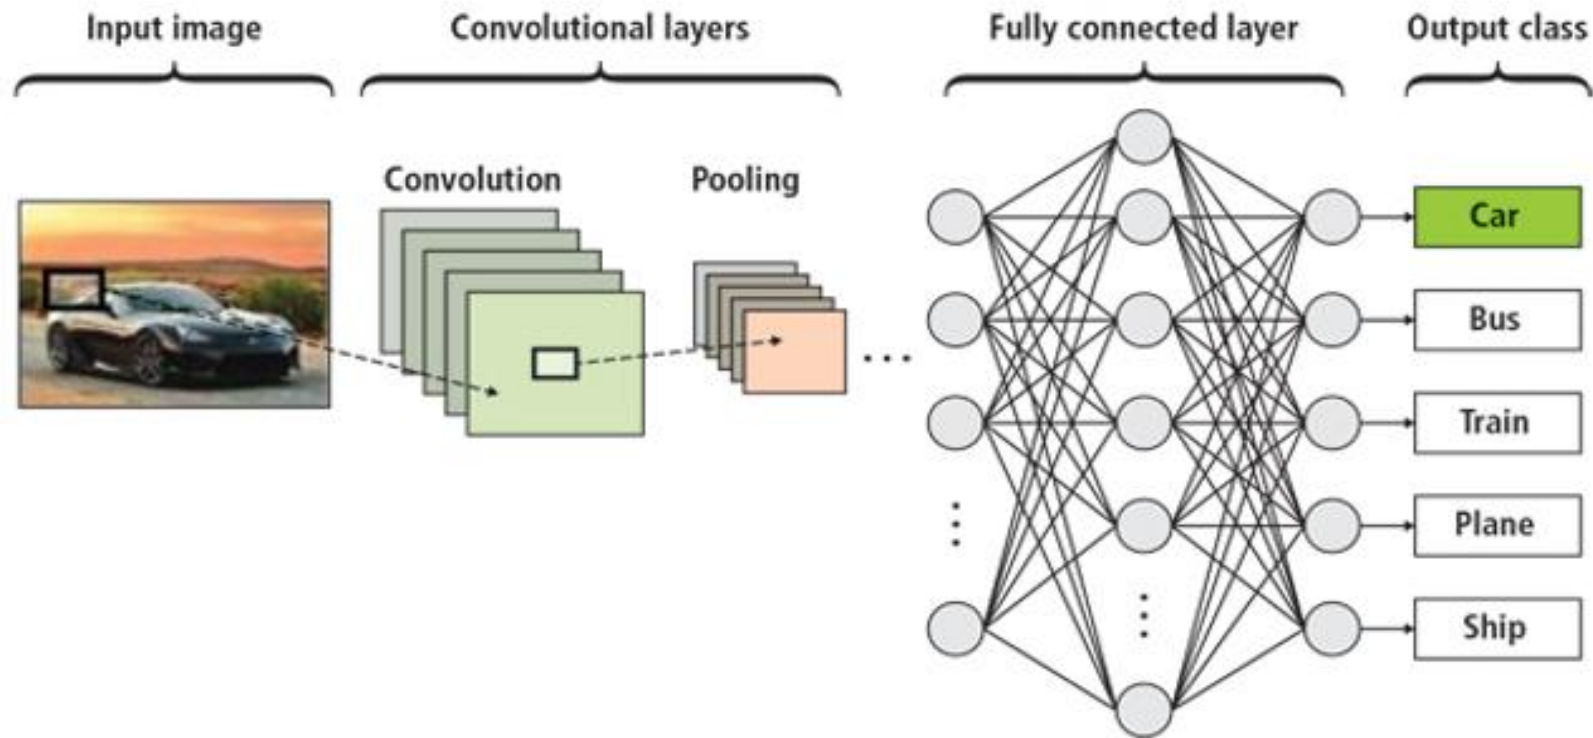 Input image
Convolutional layers
Fully connected layer
Output class
Convolution
Pooling
Car
Bus
Train
Plane
Ship